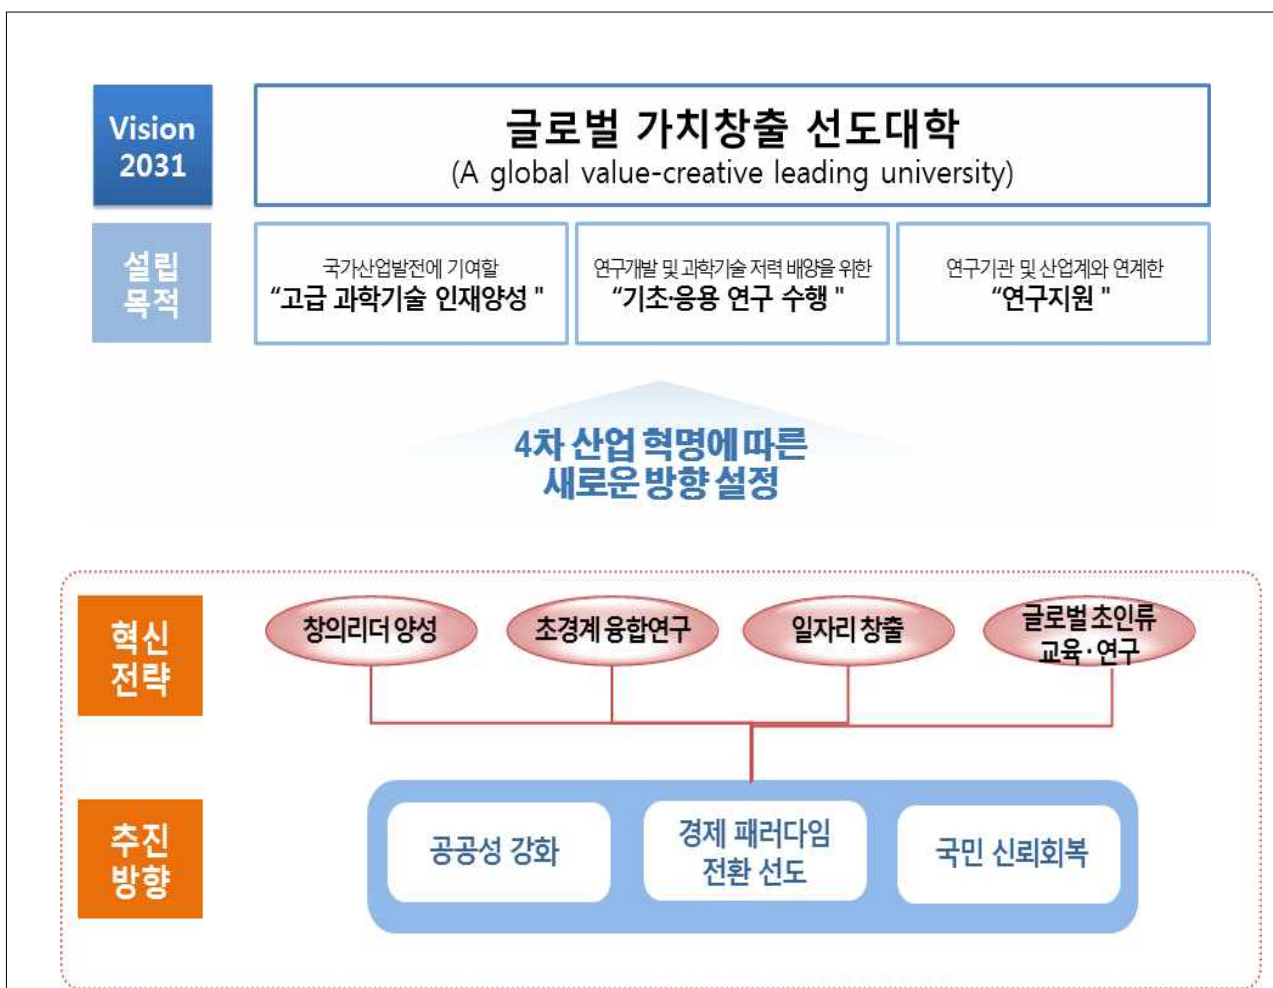 Vision
2031
글로벌 가치창출 선도대학
(A global value-creative leading university)
설립
목적
국가산업발전에 기여할
“고급 과학기술 인재양성 "
연구개발 및 과학기술 저력 배양을 위한
“기초·응용 연구 수행 "
연구기관 및 산업계와 연계한
“연구지원 "
4차 산업 혁명에 따른
새로운 방향 설정
혁신
전략
창의리더 양성
초경계 융합연구
일자리 창출
글로벌 초인류
교육·연구
추진
방향
공공성 강화
경제 패러다임
전환 선도
국민 신뢰회복